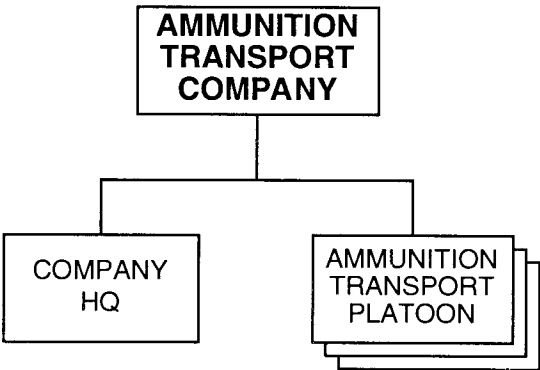 AMMUNITION
TRANSPORT
COMPANY
COMPANY
HQ
AMMUNITION
TRANSPORT
PLATOON